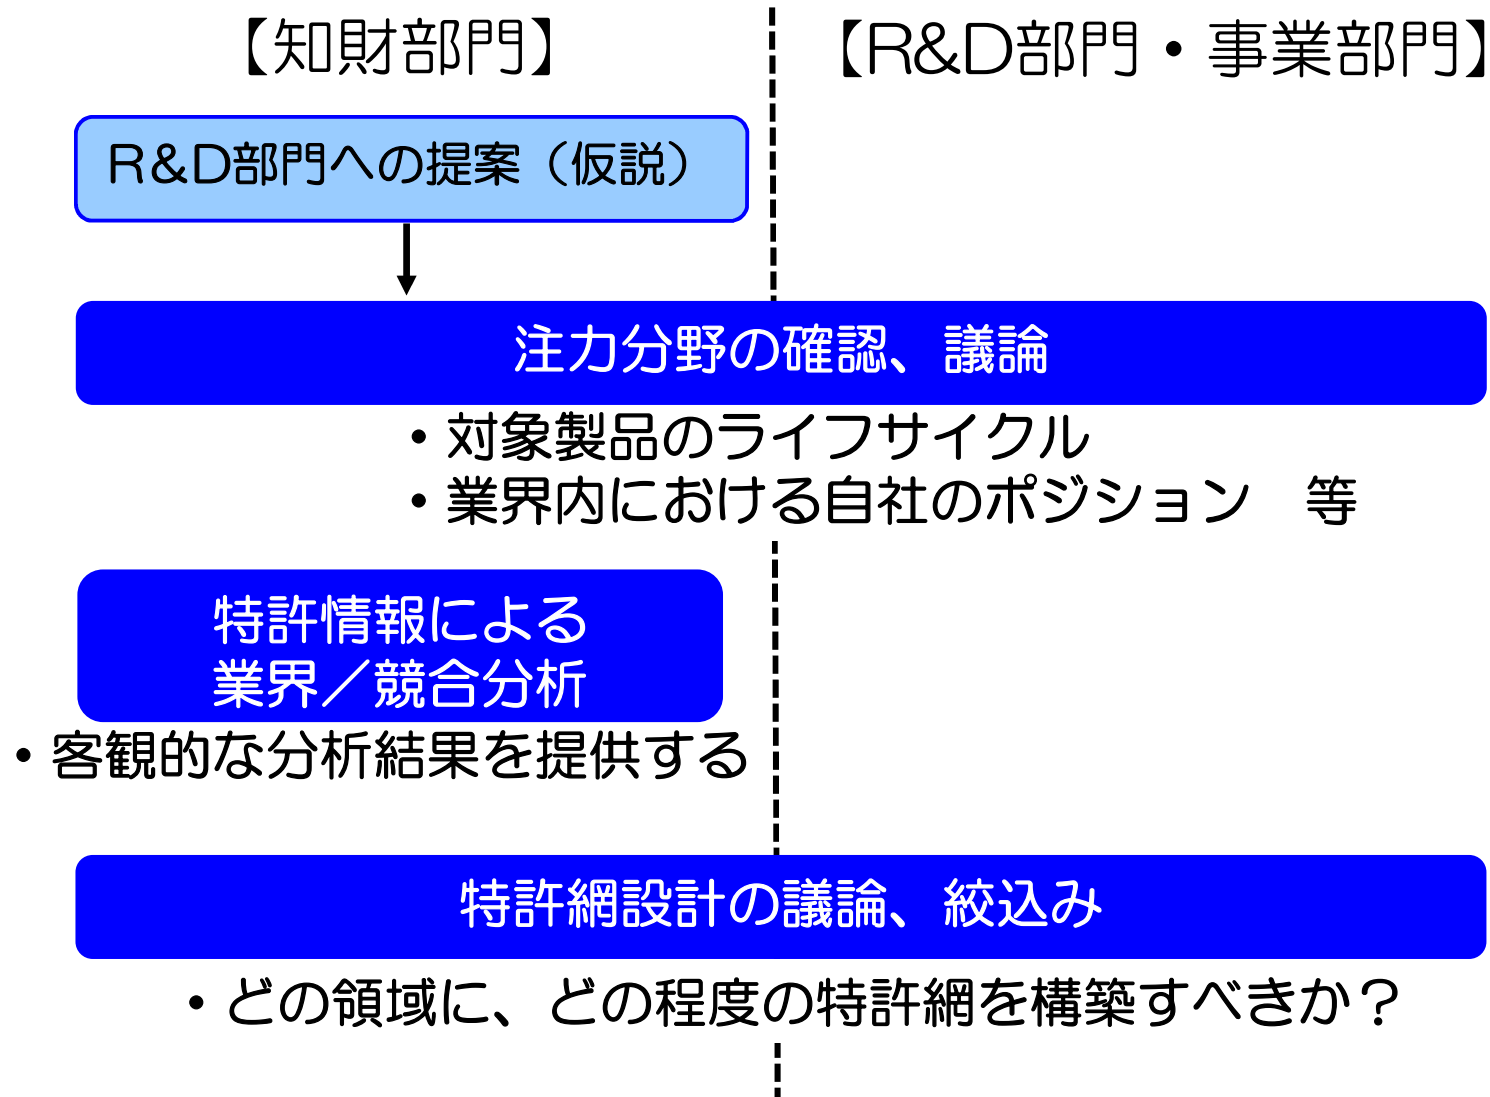 【知財部門】
【R&D部門・事業部門】
R&D部門への提案（仮説）
注力分野の確認、議論
・対象製品のライフサイクル
・業界内における自社のポジション　等
特許情報による
業界／競合分析
・客観的な分析結果を提供する
特許網設計の議論、絞込み
・どの領域に、どの程度の特許網を構築すべきか？